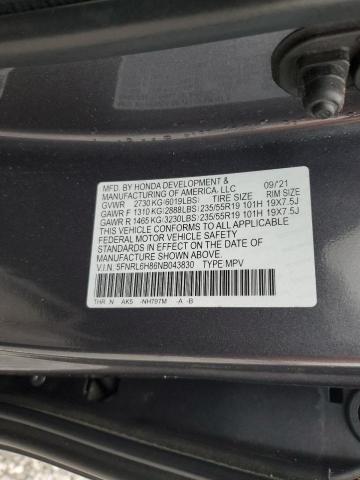 MFD. BY HONDA DEVELOPMENT &
MANUFACTURING OF AMERICA, LLC 09/'21
GVWR 2730 KG(6019LBS) TIRE SIZE RIM SIZE
GAWR F 1310 KG(2888LBS)235/55R19 101H 19X7.5J
GAWR R 1465 KG(3230LBS)235/55R19 101H 19X7.5J
THIS VEHICLE CONFORMS TO ALL APPLICABLE
FEDERAL MOTOR VEHICLE SAFETY
STANDARDS IN EFFECT ON THE DATE OF
MANUFACTURE SHOWN ABOVE.
V.I.N: 5FNRL6H86NB043830 TYPE MPV
THR N AK5 -NH797M -A -B